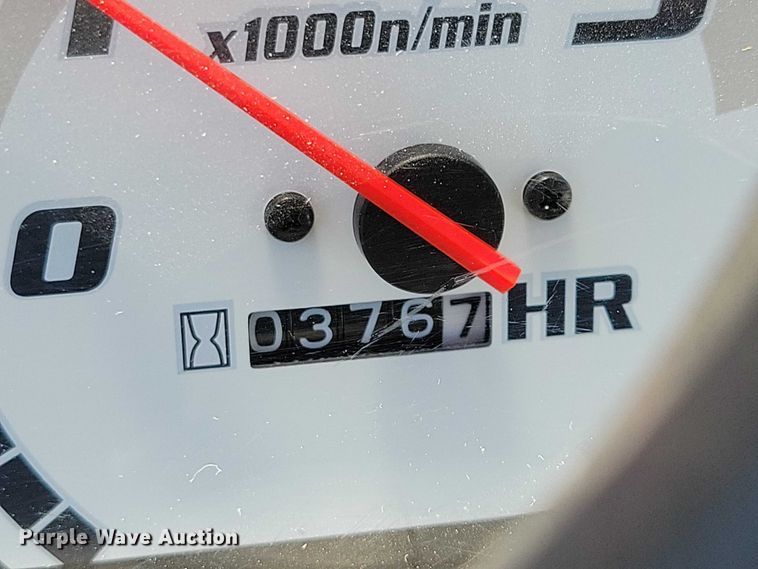 x1000n/min
0
03767 HR
Purple Wave Auction